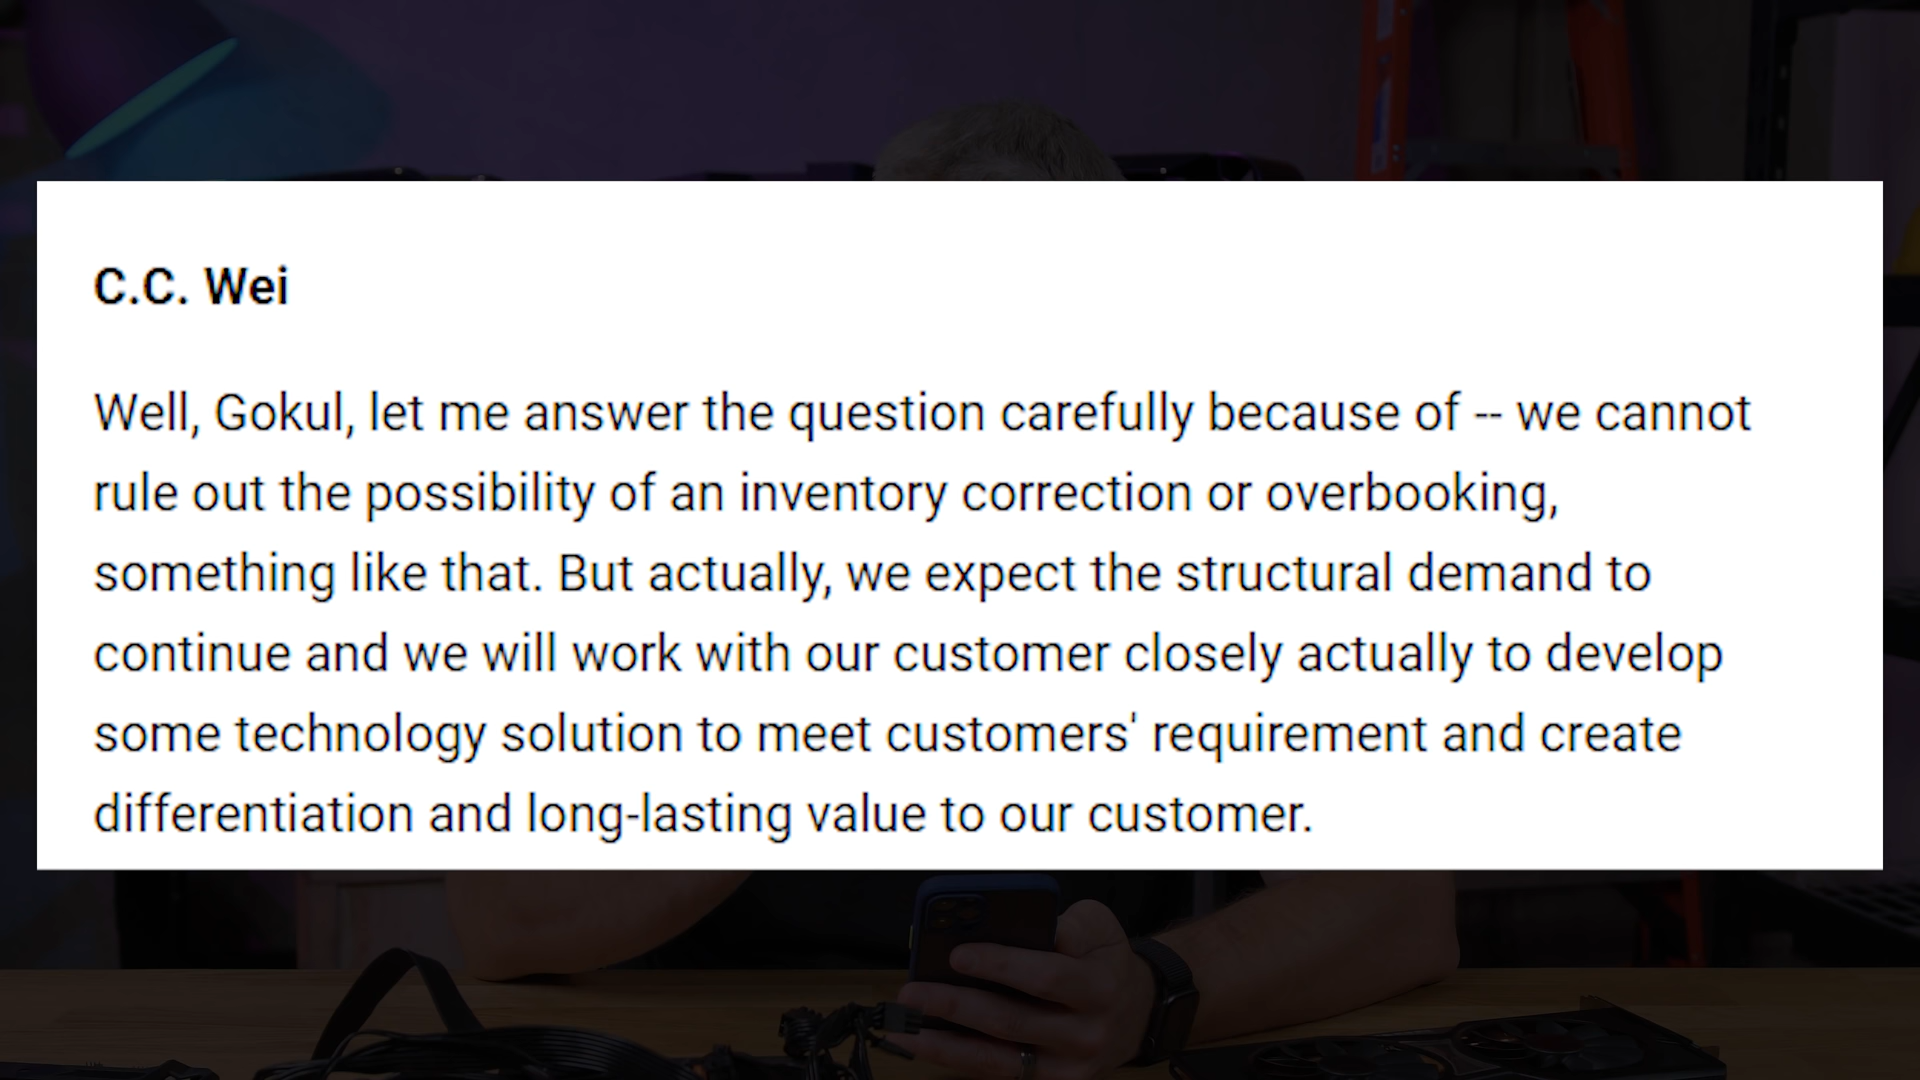 C.C. Wei
Well, Gokul, let me answer the question carefully because of -- we cannot
rule out the possibility of an inventory correction or overbooking,
something like that. But actually, we expect the structural demand to
continue and we will work with our customer closely actually to develop
some technology solution to meet customers' requirement and create
differentiation and long-lasting value to our customer.